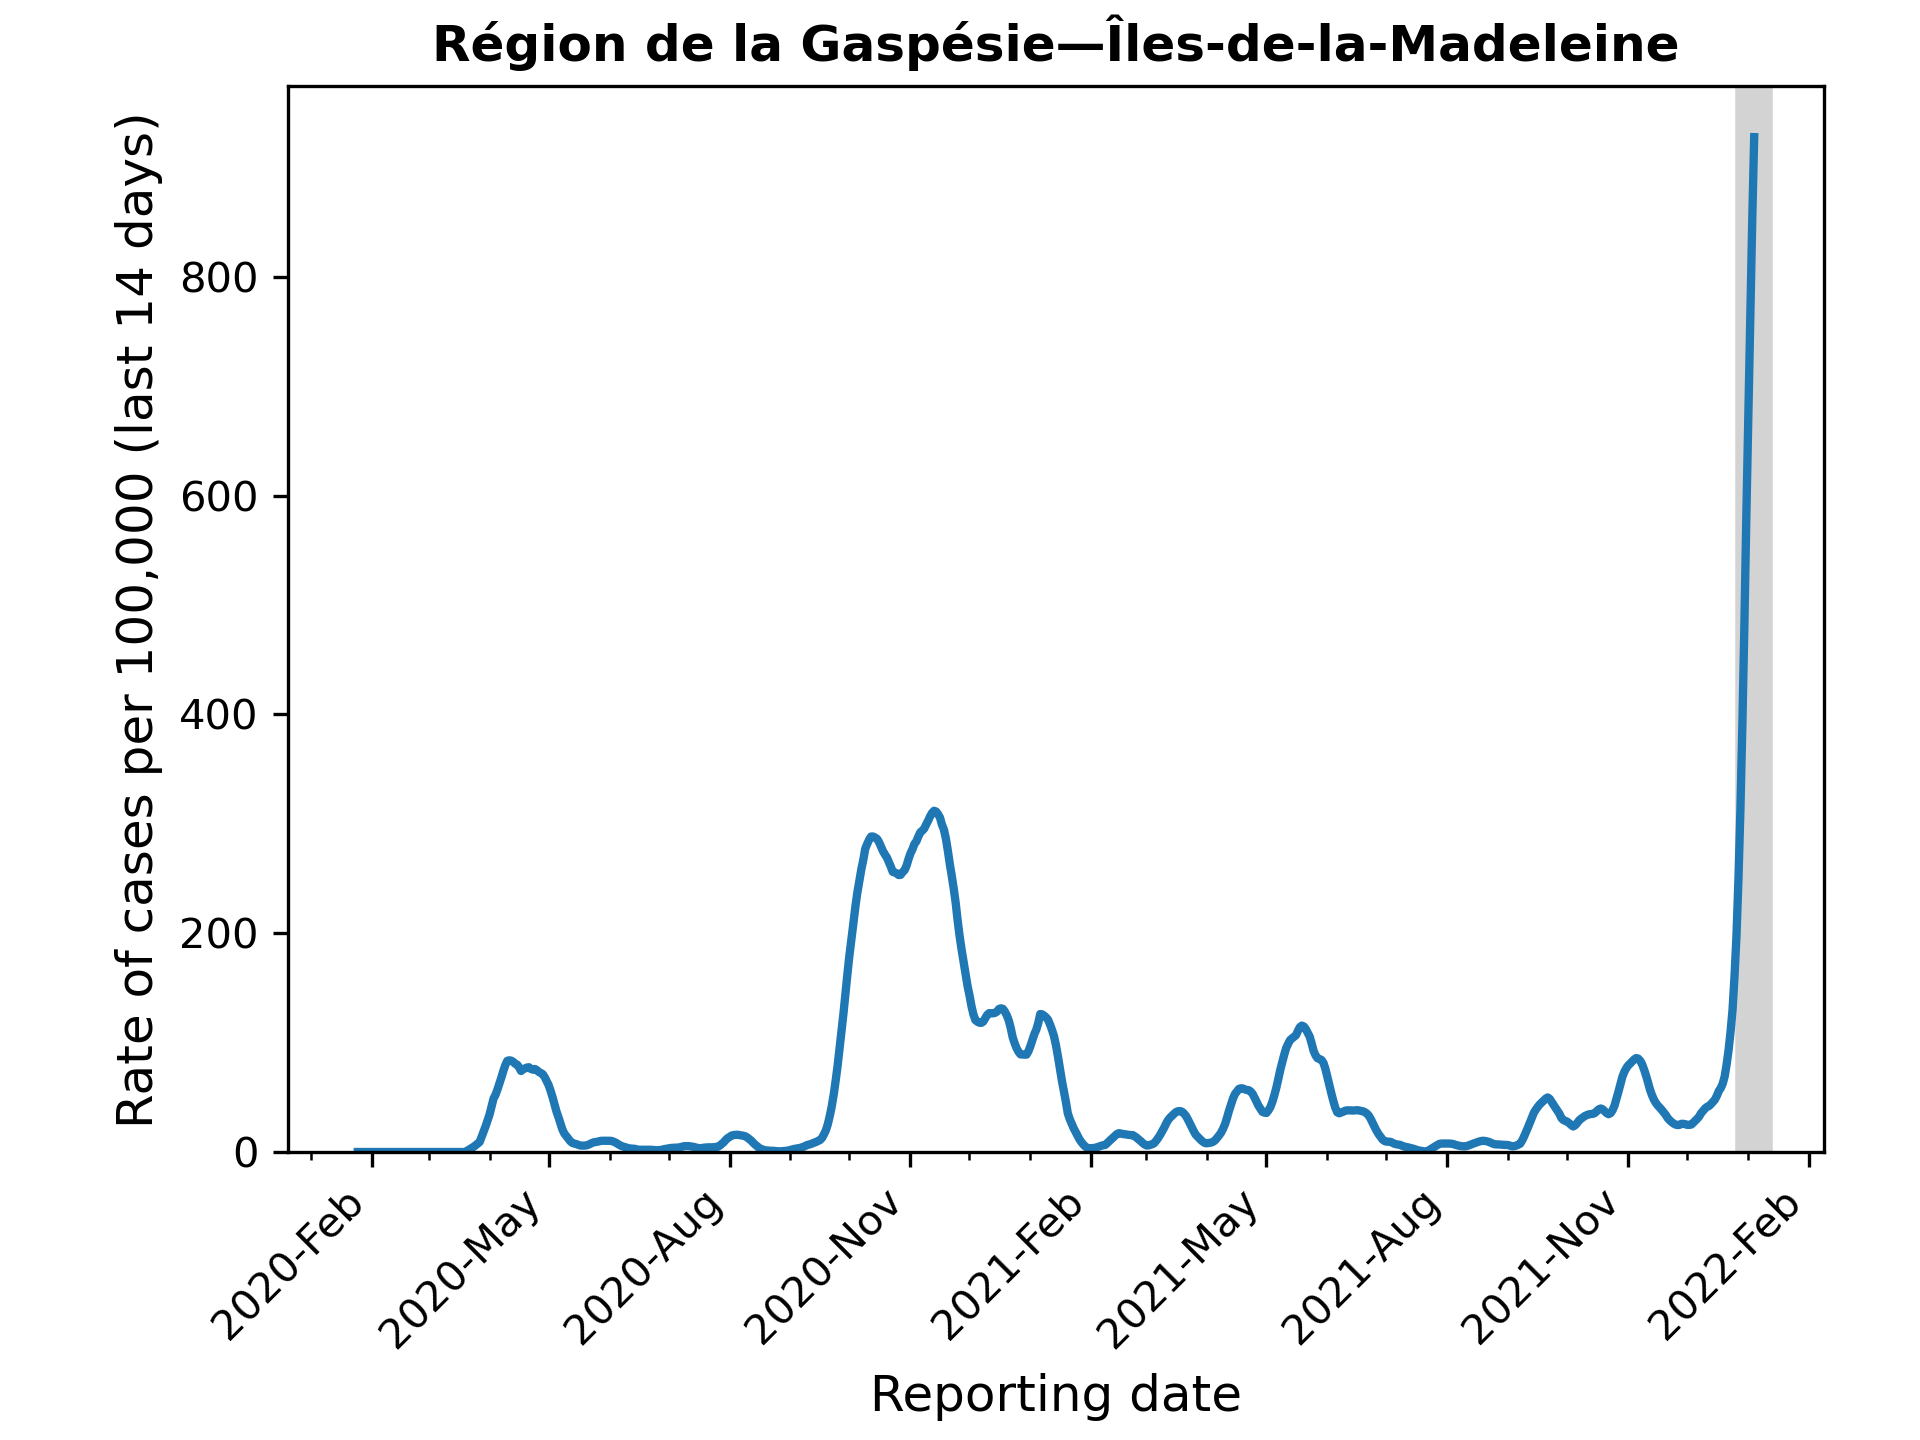 Région de la Gaspésie—Îles-de-la-Madeleine
Rate of cases per 100,000 (last 14 days)
800
600
400
200
0
2020-Feb
2020-May
2020-Aug
2020-Nov
2021-Feb
2021-May
2021-Aug
2021-Nov
2022-Feb
Reporting date